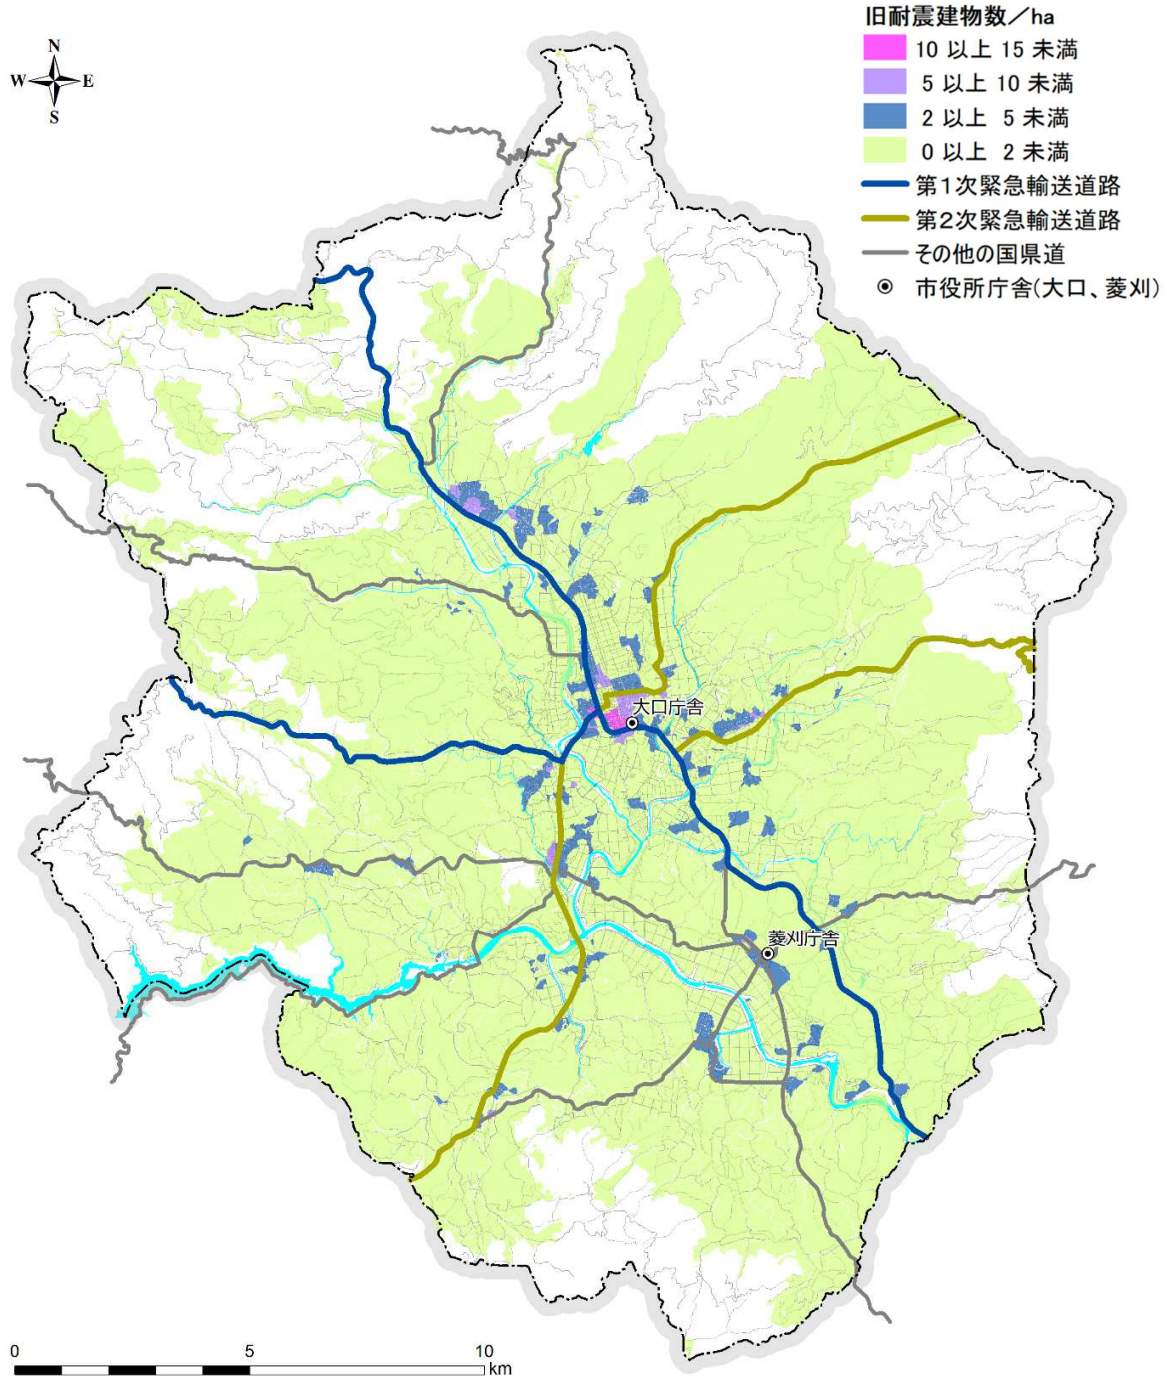 旧耐震建物数／ha
10 以上 15 未満
5 以上 10 未満
2 以上 5 未満
0 以上 2 未満
第1次緊急輸送道路
第2次緊急輸送道路
その他の国県道
市役所庁舎(大口、菱刈)
N
W E
S
大口庁舎
菱刈庁舎
0 5 10
km